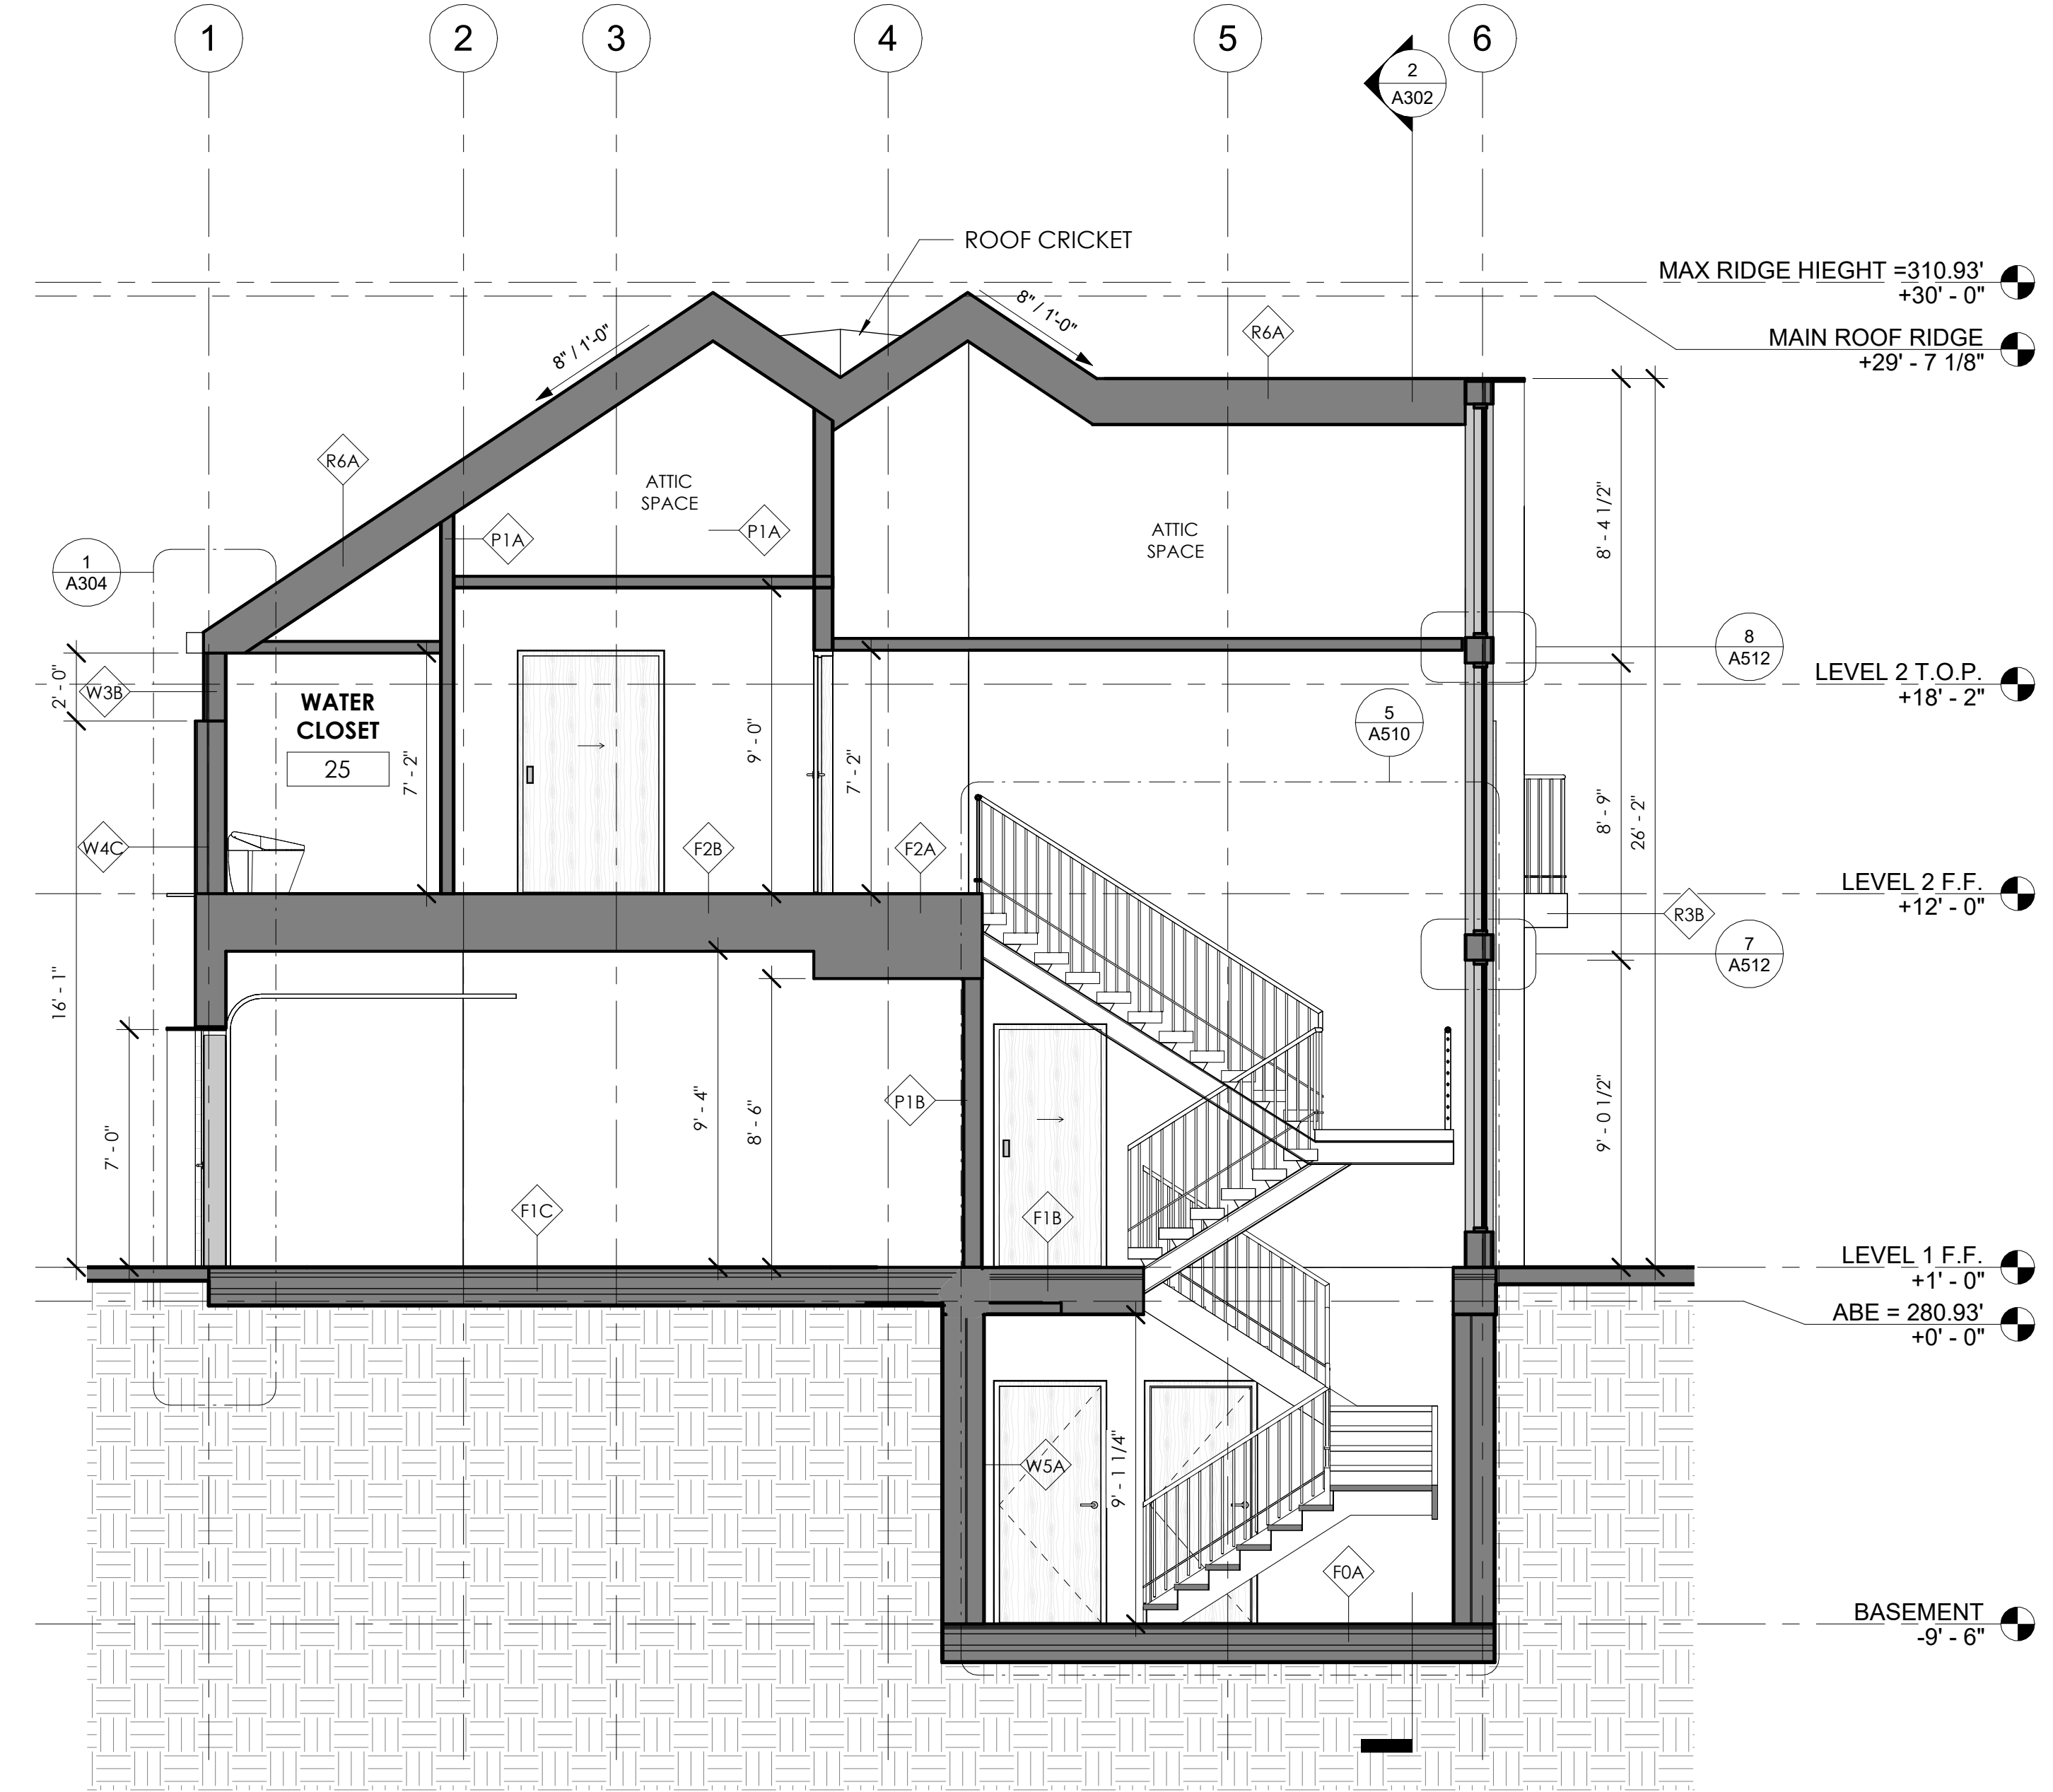 1
2
3
4
5
6
2
A302
ROOF CRICKET
MAX RIDGE HIEGHT =310.93'
+30' - 0"
8" / 1'-0"
8" / 1'-0"
R6A
MAIN ROOF RIDGE
+29' - 7 1/8"
R6A
ATTIC
SPACE
P1A
P1A
ATTIC
SPACE
8' - 4 1/2"
1
A304
8
A512
2' - 0"
W3B
WATER
CLOSET
25
7' - 2"
9' - 0"
7' - 2"
5
A510
LEVEL 2 T.O.P.
+18' - 2"
W4C
F2B
F2A
8' - 9"
26' - 2"
LEVEL 2 F.F.
+12' - 0"
R3B
7
A512
16' - 1"
7' - 0"
9' - 4"
8' - 6"
P1B
9' - 0 1/2"
F1C
F1B
LEVEL 1 F.F.
+1' - 0"
ABE = 280.93'
+0' - 0"
W5A
9' - 1 1/4"
F0A
BASEMENT
-9' - 6"